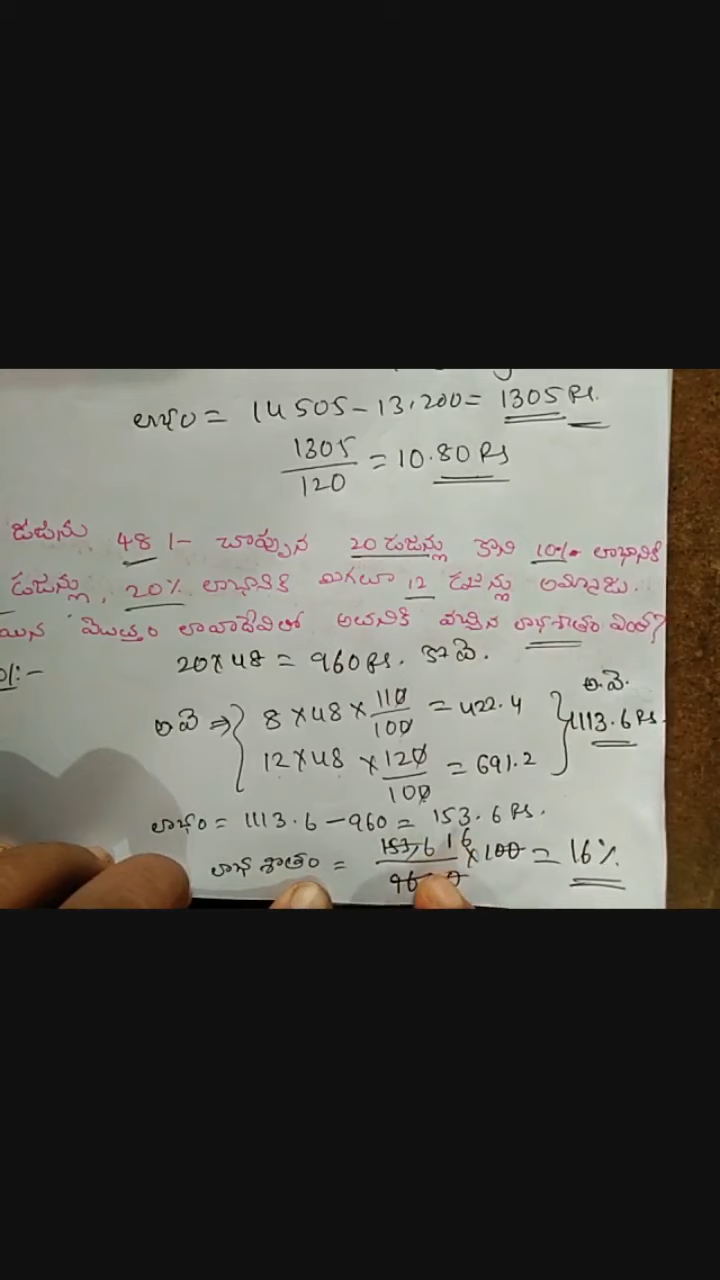 లాభం = 14505 - 13,200 = 1305 Rs.
1305/120 = 10.80 Rs
డజను 48/- చొప్పున 20 డజన్లు కొని 10% లాభానికి
డజన్లు, 20% లాభానికి మిగతా 12 డజన్లు అమ్మాడు.
మొత్తం లావాదేవిలో అతనికి వచ్చిన లాభశాతం ఎంత?
20×48 = 960 Rs. కొ.వె.
అ.వె.
అ.వె ⇒ { 8×48×110/100 = 422.4
12×48×120/100 = 691.2 } 1113.6 Rs.
లాభం = 1113.6 - 960 = 153.6 Rs.
లాభశాతం = 153.6 16/960 × 100 = 16%